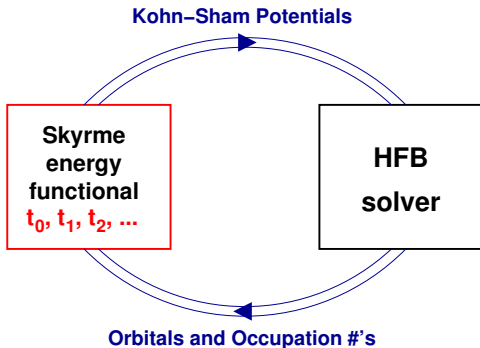 Kohn−Sham Potentials
Skyrme
energy
functional
t0, t1, t2, ...
HFB
solver
Orbitals and Occupation #'s